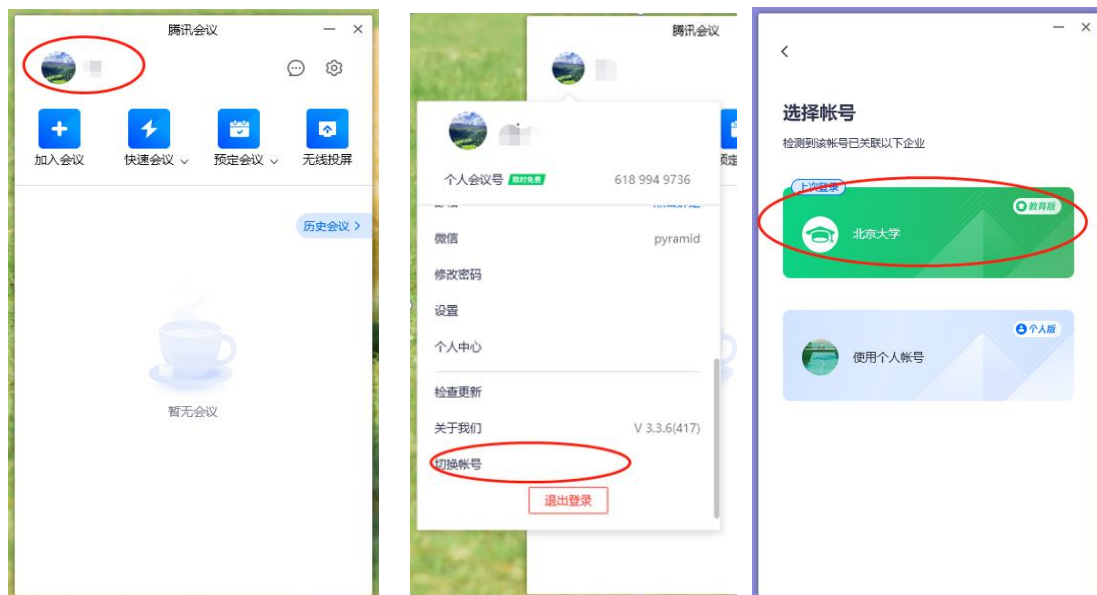 腾讯会议
加入会议
快速会议
预定会议
无线投屏
历史会议 >
暂无会议
腾讯会议
个人会议号 限时免费 618 994 9736
微信 pyramid
修改密码
设置
个人中心
检查更新
关于我们 V 3.3.6(417)
切换帐号
退出登录
选择帐号
检测到该帐号已关联以下企业
上次登录
教育版
北京大学
个人版
使用个人帐号